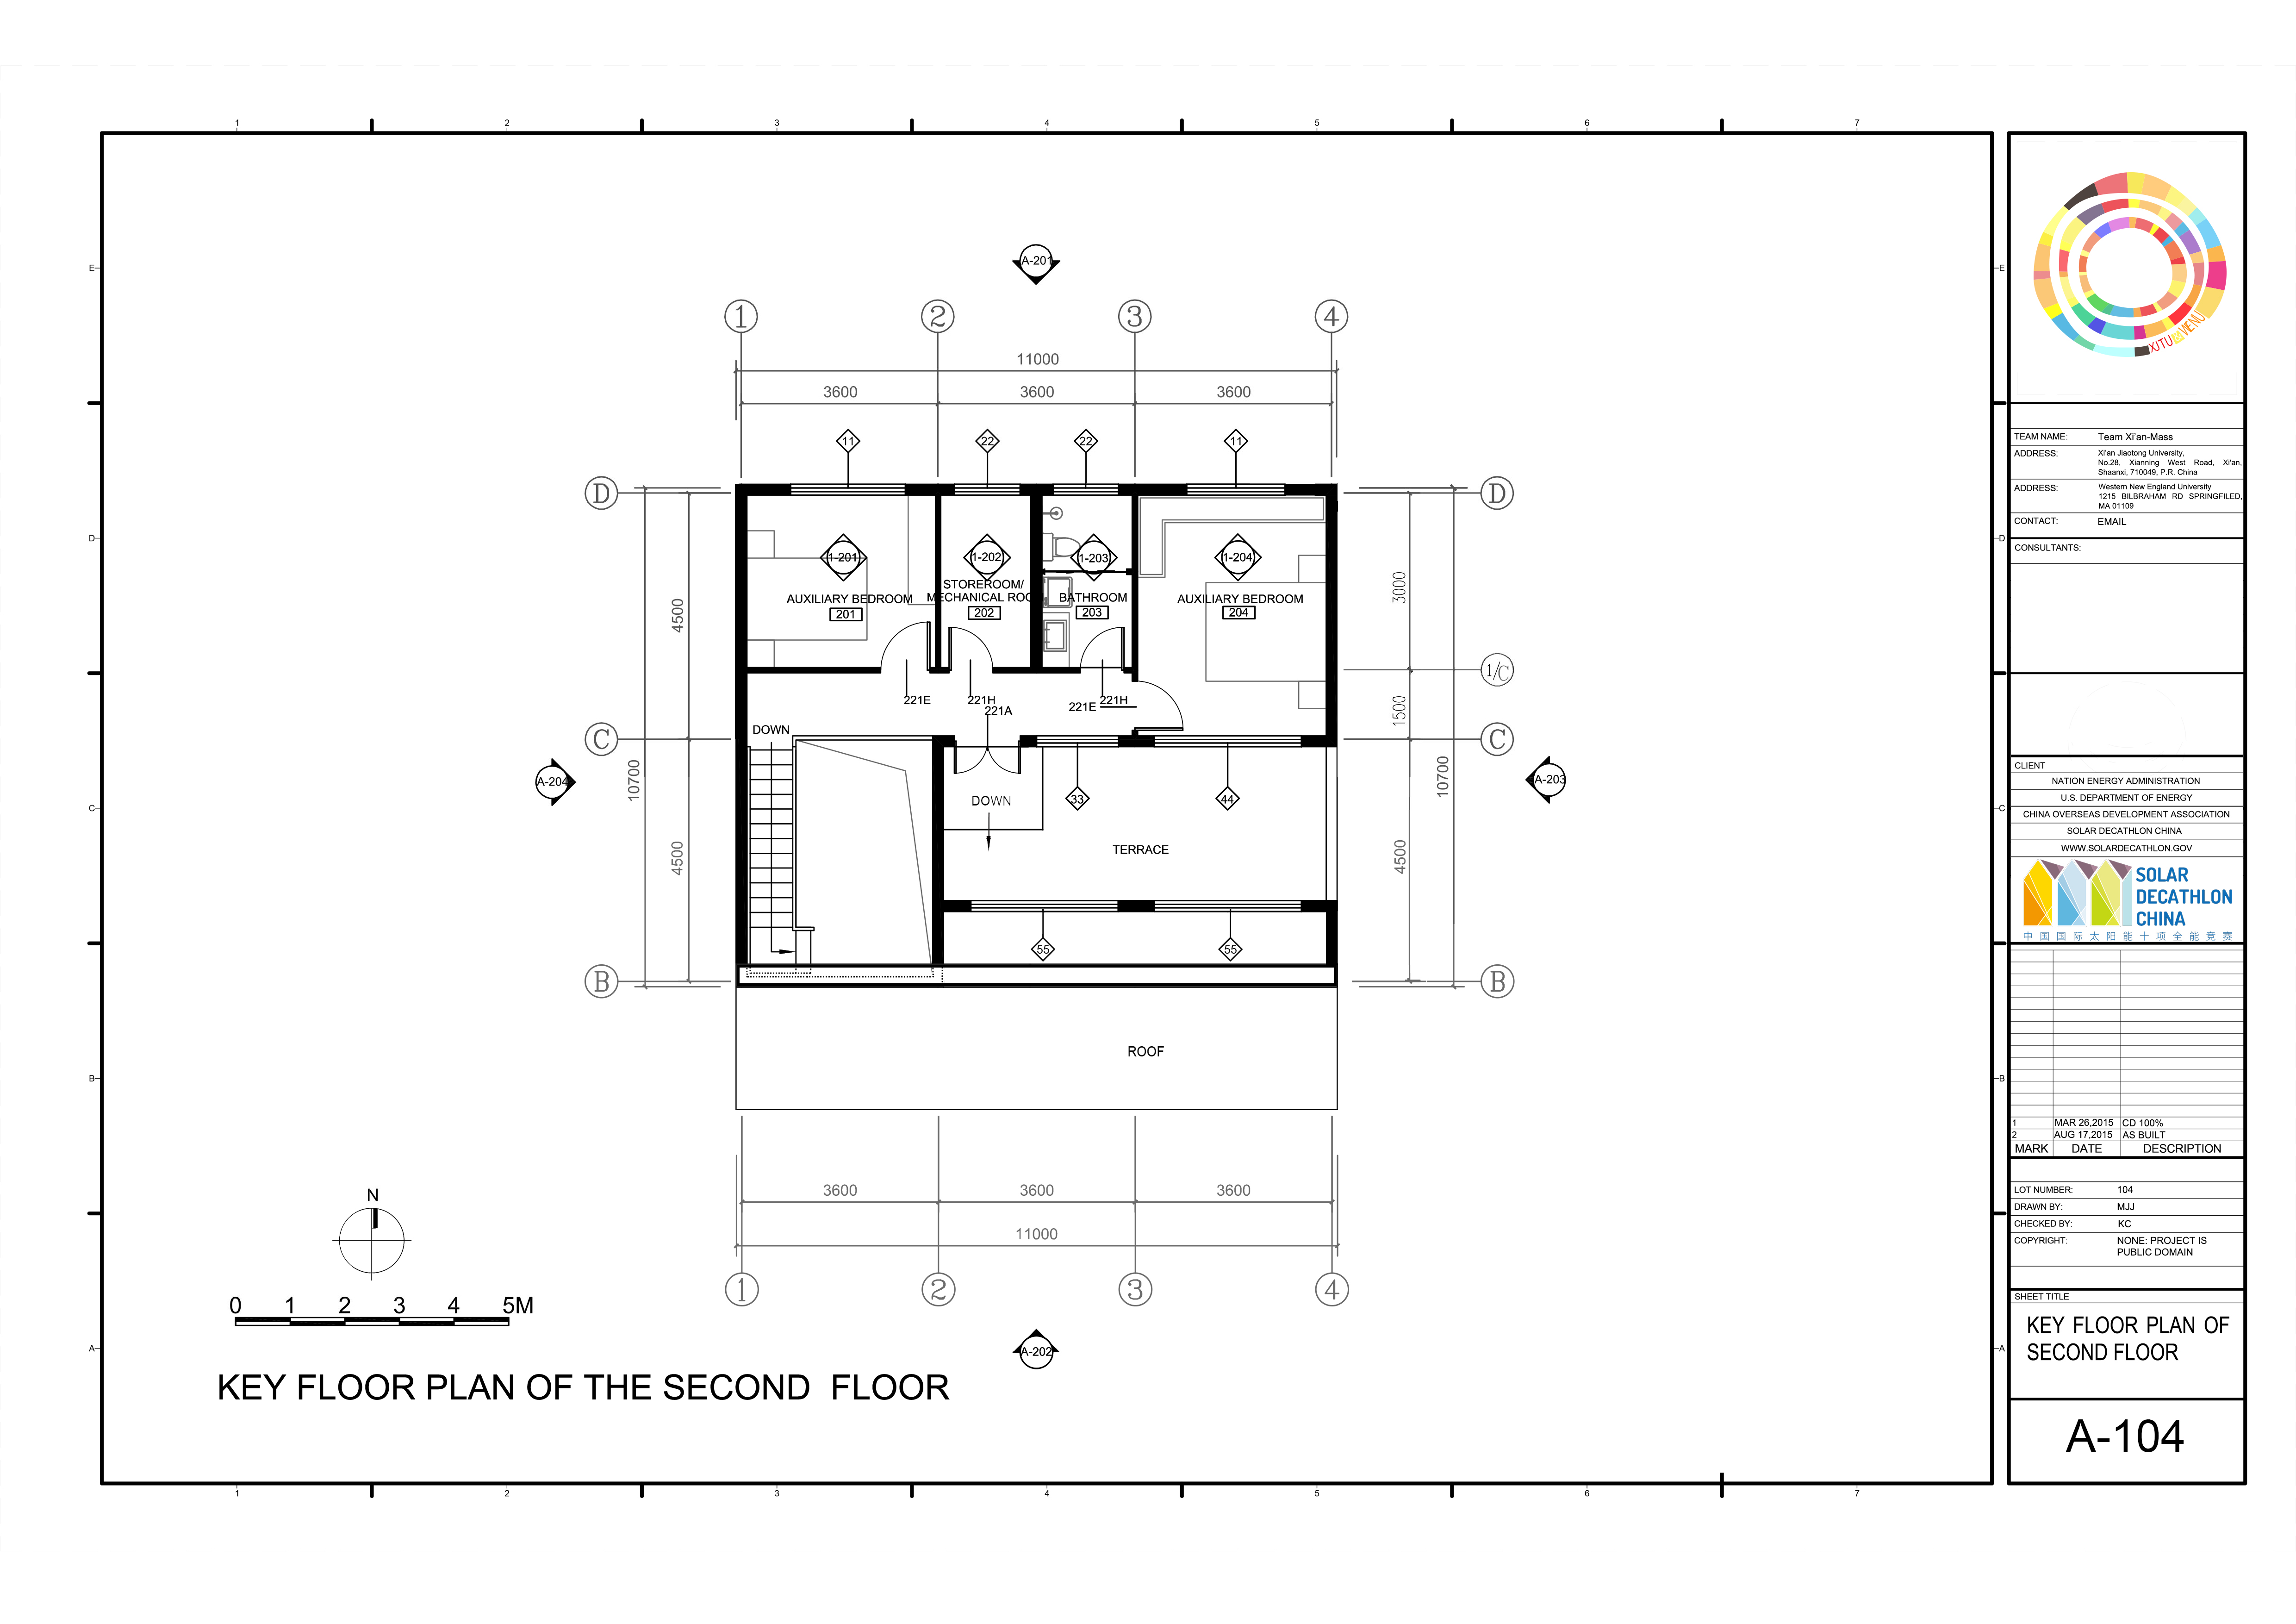 1 2 3 4 5 6 7
E E
D D
C C
B B
A A
A-201
1 2 3 4
11000
3600 3600 3600
11 22 22 11
D D
1-201 1-202 1-203 1-204
STOREROOM/
AUXILIARY BEDROOM MECHANICAL ROO BATHROOM AUXILIARY BEDROOM
201 202 203 204
4500 3000
1/C
221E 221H 221E 221H
221A
1500
DOWN
C C
A-204 A-203
10700 10700
DOWN 33 44
TERRACE
4500 4500
55 55
B B
ROOF
3600 3600 3600
11000
1 2 3 4
A-202
N
0 1 2 3 4 5M
KEY FLOOR PLAN OF THE SECOND FLOOR
1 2 3 4 5 6 7
XJTU WENU
TEAM NAME: Team Xi'an-Mass
ADDRESS: Xi'an Jiaotong University,
No.28, Xianning West Road, Xi'an,
Shaanxi, 710049, P.R. China
ADDRESS: Western New England University
1215 BILBRAHAM RD SPRINGFILED,
MA 01109
CONTACT: EMAIL
CONSULTANTS:
CLIENT
NATION ENERGY ADMINISTRATION
U.S. DEPARTMENT OF ENERGY
CHINA OVERSEAS DEVELOPMENT ASSOCIATION
SOLAR DECATHLON CHINA
WWW.SOLARDECATHLON.GOV
SOLAR
DECATHLON
CHINA
中国国际太阳能十项全能竞赛
1 MAR 26,2015 CD 100%
2 AUG 17,2015 AS BUILT
MARK DATE DESCRIPTION
LOT NUMBER: 104
DRAWN BY: MJJ
CHECKED BY: KC
COPYRIGHT: NONE: PROJECT IS
PUBLIC DOMAIN
SHEET TITLE
KEY FLOOR PLAN OF
SECOND FLOOR
A-104